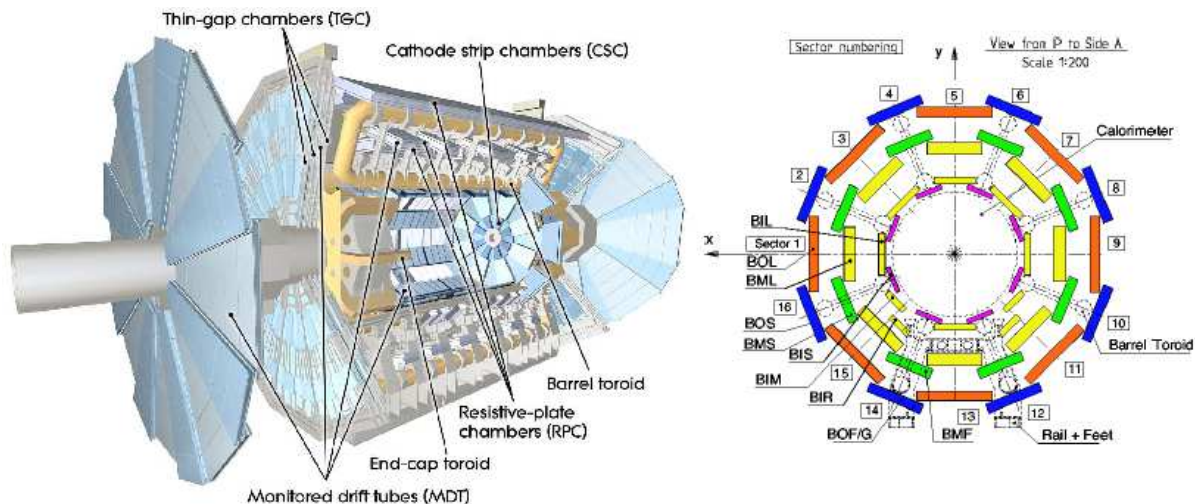 Thin-gap chambers (TGC)
Cathode strip chambers (CSC)
Barrel toroid
Resistive-plate
chambers (RPC)
End-cap toroid
Monitored drift tubes (MDT)
Sector numbering
y
View from IP to Side A
Scale 1:200
4
5
6
3
7
Calorimeter
2
8
BIL
x
Sector 1
9
BOL
BML
16
BOS
10
BMS
Barrel Toroid
BIS
15
11
BIM
BIR
14
13
12
BOF/G
BMF
Rail + Feet